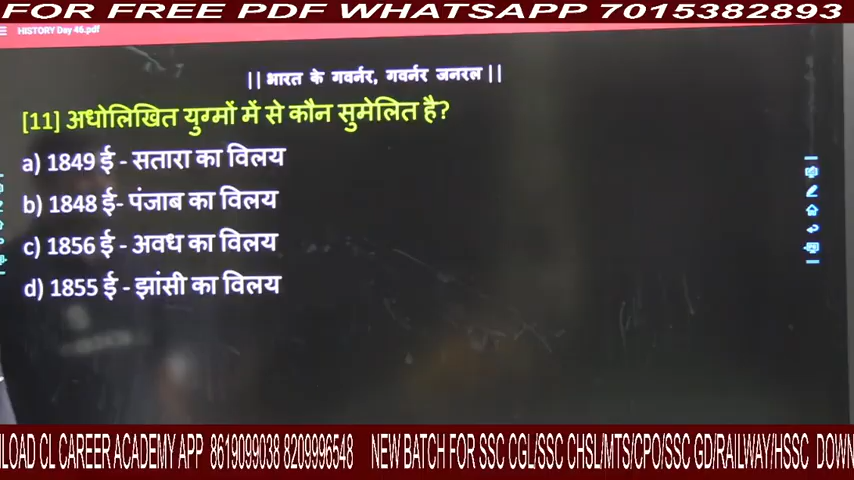 FOR FREE PDF WHATSAPP 7015382893
HISTORY Day 46.pdf
|| भारत के गवर्नर, गवर्नर जनरल ||
[11] अधोलिखित युग्मों में से कौन सुमेलित है?
a) 1849 ई - सतारा का विलय
b) 1848 ई- पंजाब का विलय
c) 1856 ई - अवध का विलय
d) 1855 ई - झांसी का विलय
NLOAD CL CAREER ACADEMY APP 8619099038 8209996548 NEW BATCH FOR SSC CGL/SSC CHSL/MTS/CPO/SSC GD/RAILWAY/HSSC DOWN